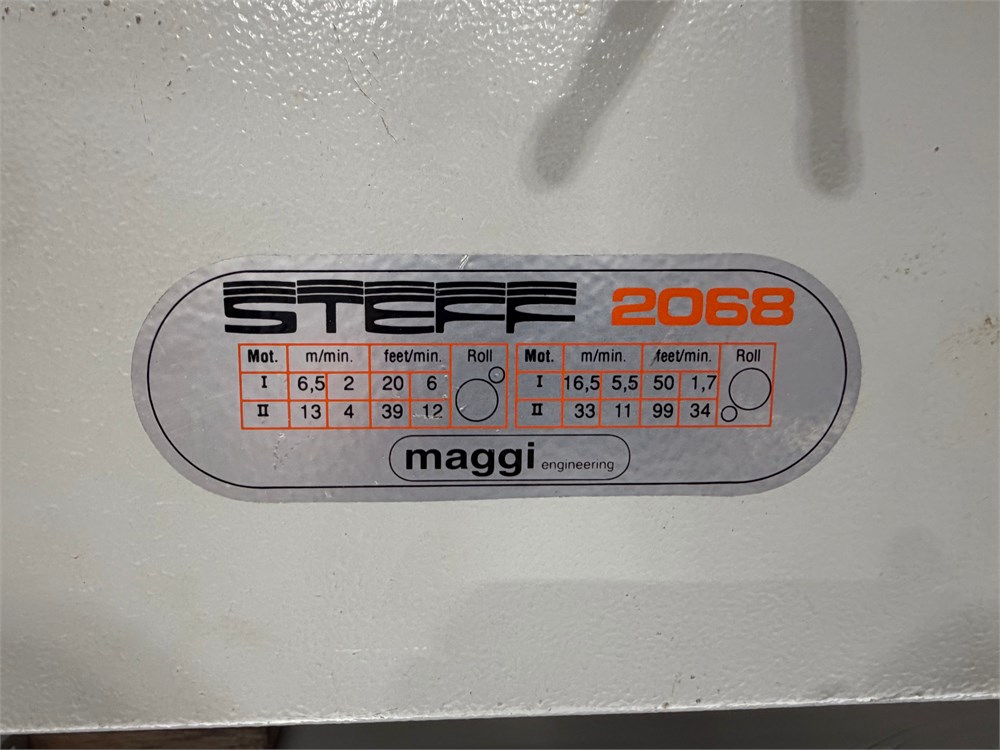 STEFF 2068
Mot. m/min. feet/min. Roll Mot. m/min. feet/min. Roll
I 6,5 2 20 6 I 16,5 5,5 50 1,7
II 13 4 39 12 II 33 11 99 34
maggi engineering